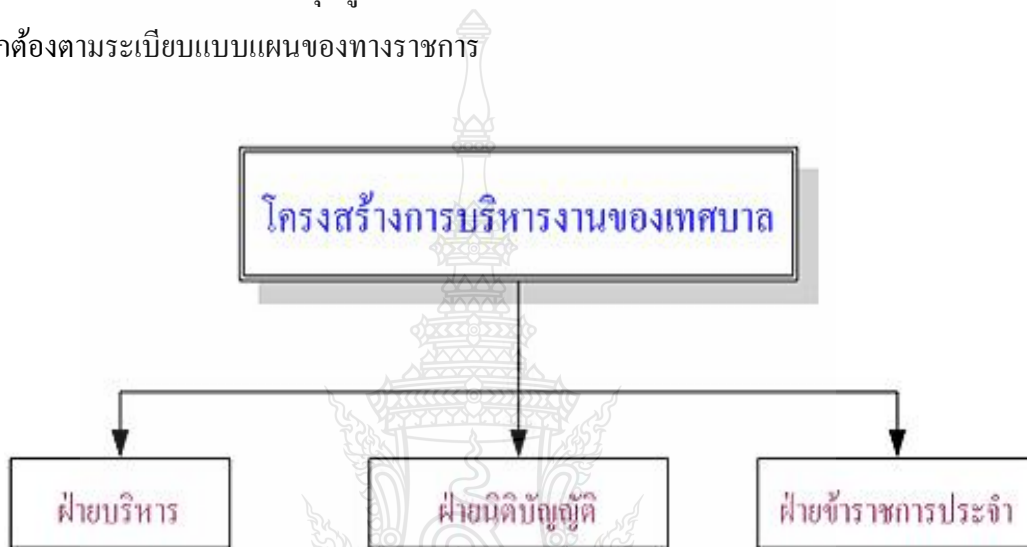 ต้องตามระเบียบแบบแผนของทางราชการ
โครงสร้างการบริหารงานของเทศบาล
ฝ่ายบริหาร
ฝ่ายนิติบัญญัติ
ฝ่ายข้าราชการประจำ